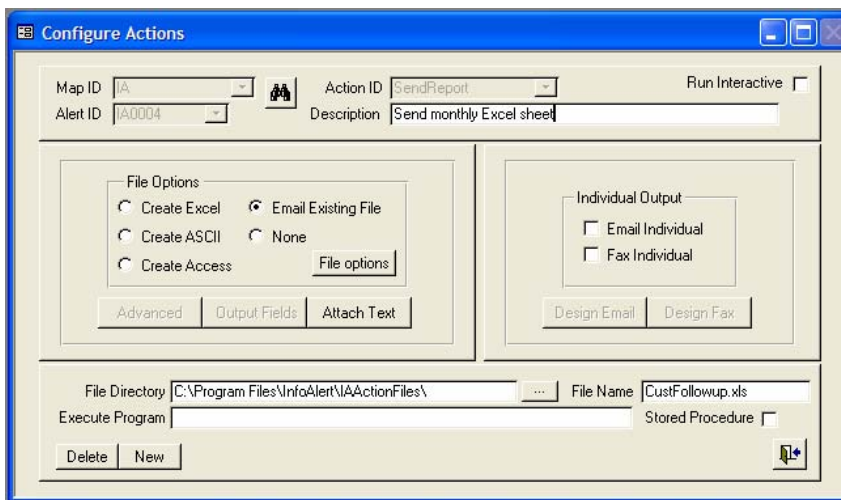 Configure Actions
Map ID IA Action ID SendReport Run Interactive
Alert ID IA0004 Description Send monthly Excel sheet
File Options Individual Output
Create Excel Email Existing File Email Individual
Create ASCII None Fax Individual
Create Access File options
Advanced Output Fields Attach Text Design Email Design Fax
File Directory C:\Program Files\InfoAlert\IAActionFiles\ ... File Name CustFollowup.xls
Execute Program Stored Procedure
Delete New